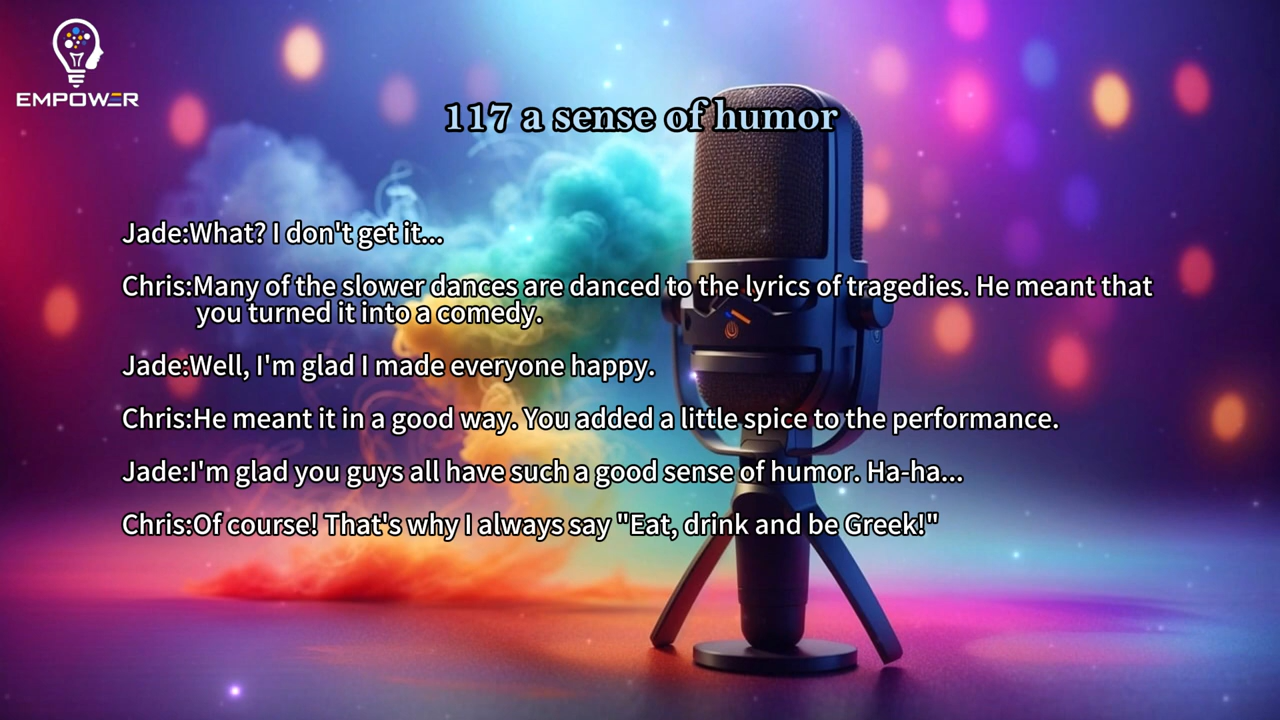 EMPOWER
117 a sense of humor
Jade:What? I don't get it...
Chris:Many of the slower dances are danced to the lyrics of tragedies. He meant that
you turned it into a comedy.
Jade:Well, I'm glad I made everyone happy.
Chris:He meant it in a good way. You added a little spice to the performance.
Jade:I'm glad you guys all have such a good sense of humor. Ha-ha...
Chris:Of course! That's why I always say "Eat, drink and be Greek!"